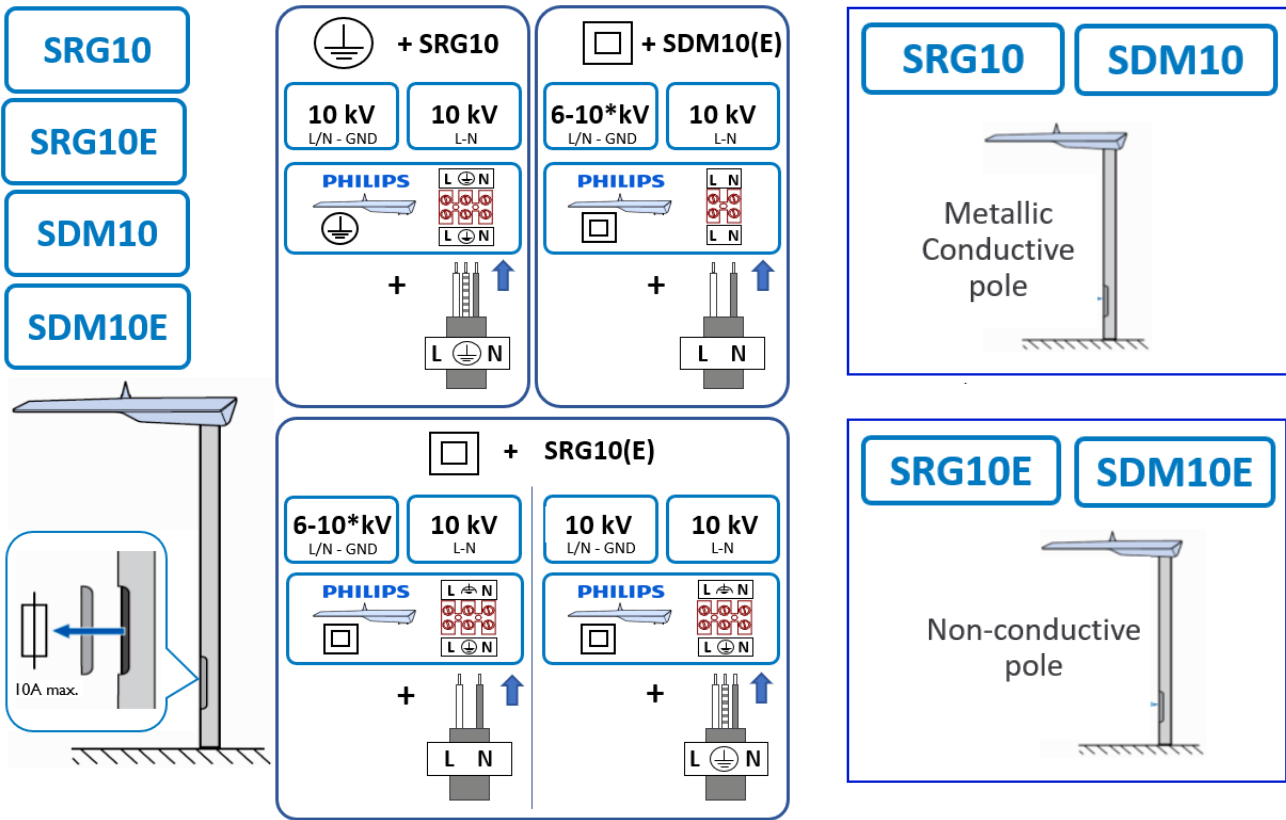 SRG10
SRG10E
SDM10
SDM10E
10A max.
+ SRG10
10 kV
L/N - GND
10 kV
L-N
PHILIPS
L N
L N
+
L N
+ SDM10(E)
6-10*kV
L/N - GND
10 kV
L-N
PHILIPS
L N
L N
+
L N
+ SRG10(E)
6-10*kV
L/N - GND
10 kV
L-N
PHILIPS
L N
L N
+
L N
10 kV
L/N - GND
10 kV
L-N
PHILIPS
L N
L N
+
L N
SRG10 SDM10
Metallic
Conductive
pole
SRG10E SDM10E
Non-conductive
pole